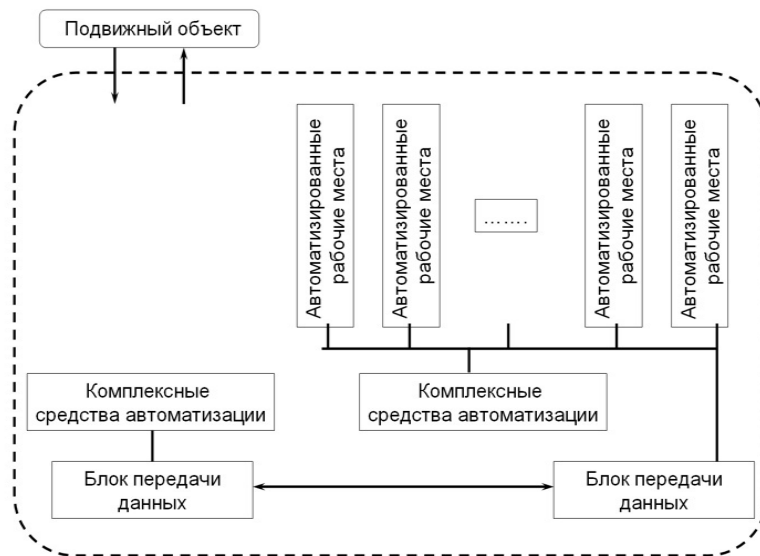 Подвижный объект
Автоматизированные
рабочие места
Автоматизированные
рабочие места
.......
Автоматизированные
рабочие места
Автоматизированные
рабочие места
Комплексные
средства автоматизации
Комплексные
средства автоматизации
Блок передачи
данных
Блок передачи
данных